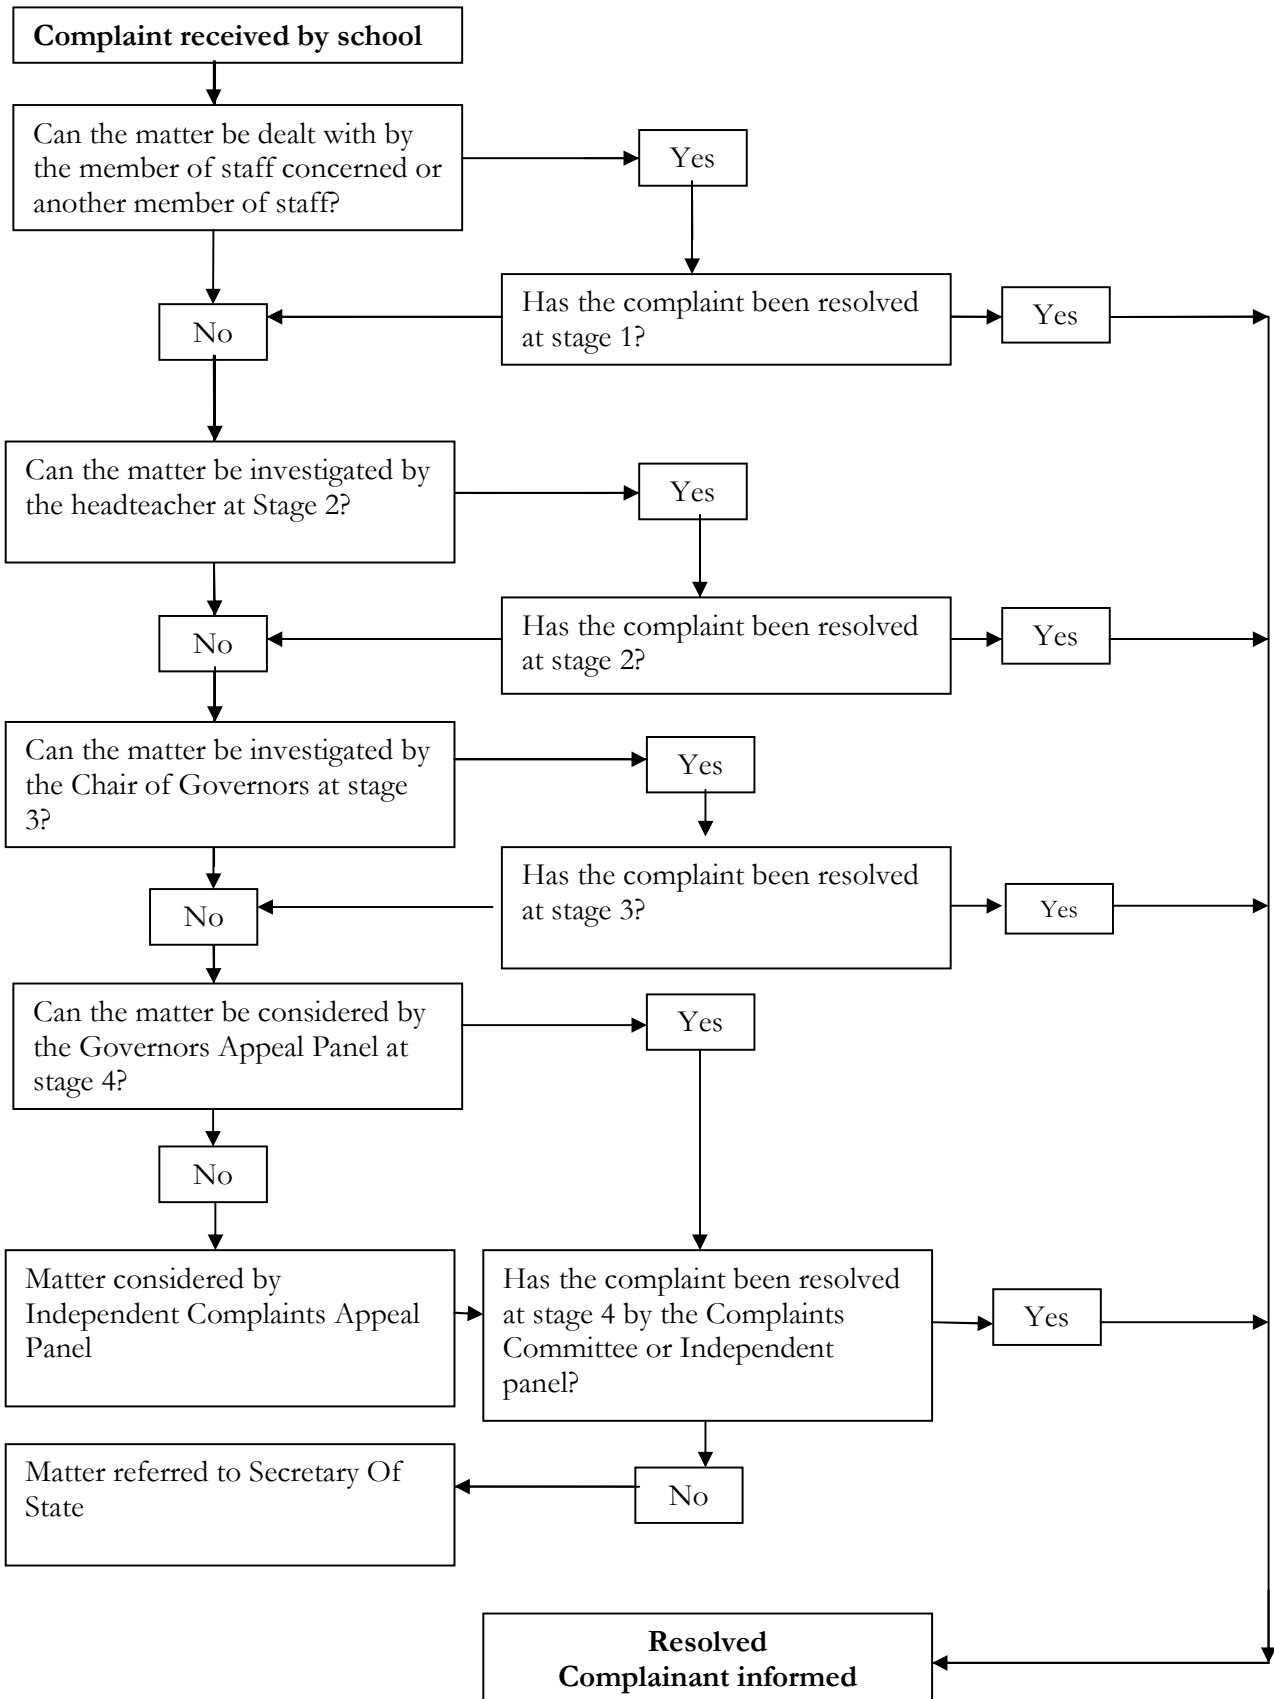 Complaint received by school
Can the matter be dealt with by
the member of staff concerned or
another member of staff?
Yes
Has the complaint been resolved
at stage 1?
Yes
No
Can the matter be investigated by
the headteacher at Stage 2?
Yes
Has the complaint been resolved
at stage 2?
Yes
No
Can the matter be investigated by
the Chair of Governors at stage
3?
Yes
Has the complaint been resolved
at stage 3?
Yes
No
Can the matter be considered by
the Governors Appeal Panel at
stage 4?
Yes
No
Matter considered by
Independent Complaints Appeal
Panel
Has the complaint been resolved
at stage 4 by the Complaints
Committee or Independent
panel?
Yes
No
Matter referred to Secretary Of
State
Resolved
Complainant informed